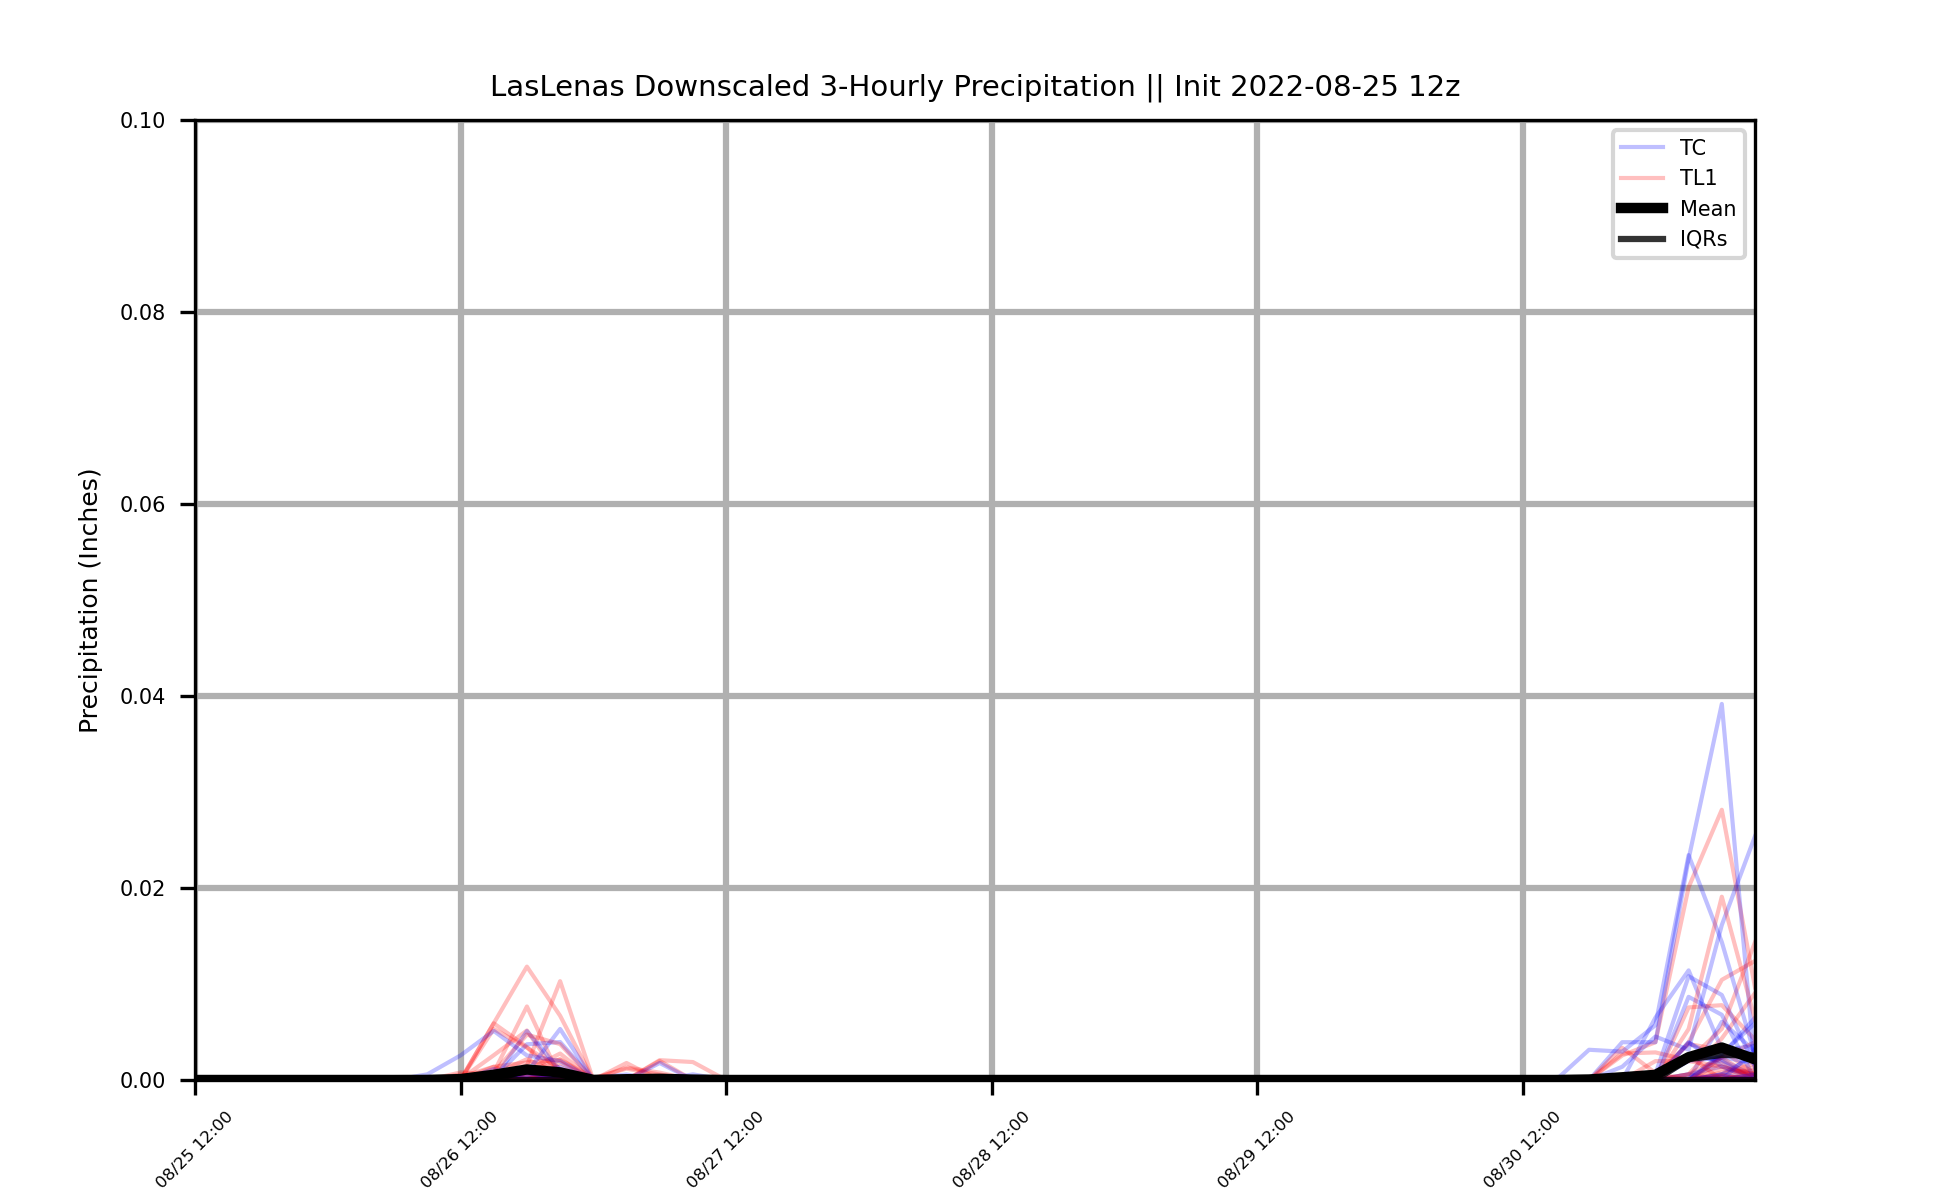 LasLenas Downscaled 3-Hourly Precipitation || Init 2022-08-25 12z
0.10
0.08
0.06
0.04
0.02
0.00
Precipitation (Inches)
TC
TL1
Mean
IQRs
08/25 12:00
08/26 12:00
08/27 12:00
08/28 12:00
08/29 12:00
08/30 12:00